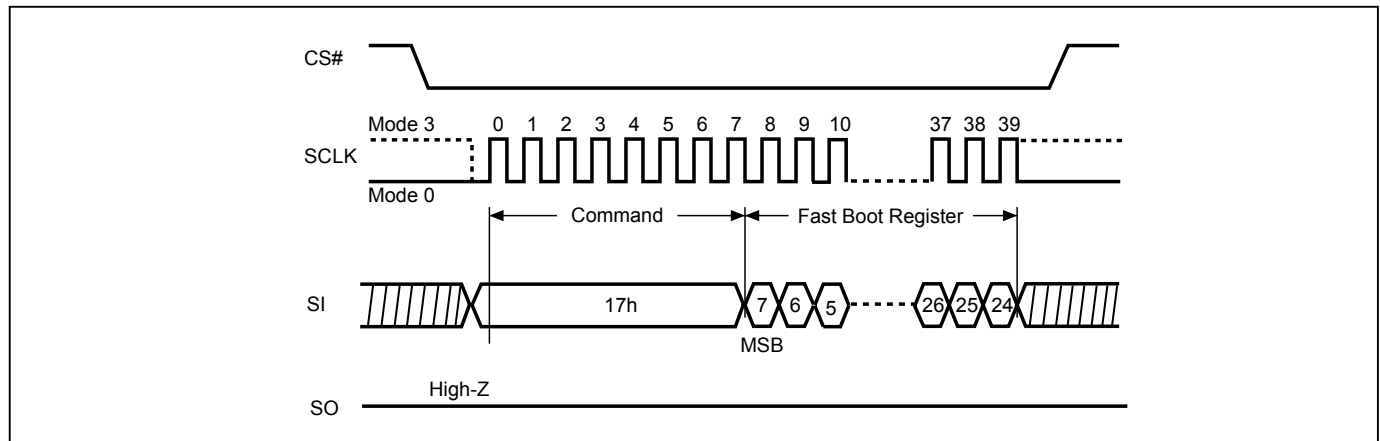 CS#
Mode 3
0 1 2 3 4 5 6 7 8 9 10 37 38 39
SCLK
Mode 0
Command Fast Boot Register
SI 17h 7 6 5 26 25 24
MSB
High-Z
SO